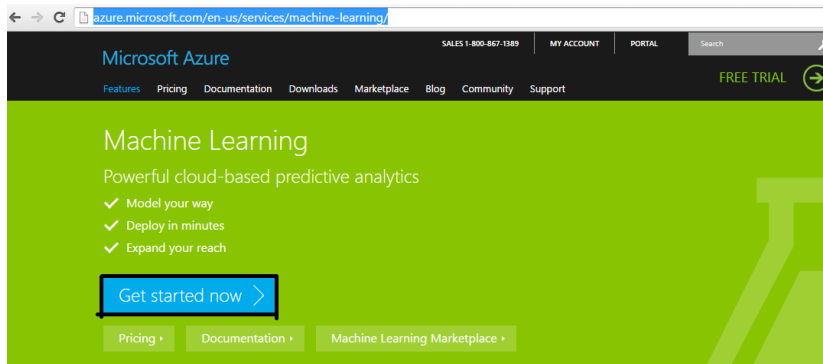 azure.microsoft.com/en-us/services/machine-learning/
SALES 1-800-867-1389 MY ACCOUNT PORTAL Search
Microsoft Azure
FREE TRIAL
Features Pricing Documentation Downloads Marketplace Blog Community Support
Machine Learning
Powerful cloud-based predictive analytics
Model your way
Deploy in minutes
Expand your reach
Get started now
Pricing Documentation Machine Learning Marketplace